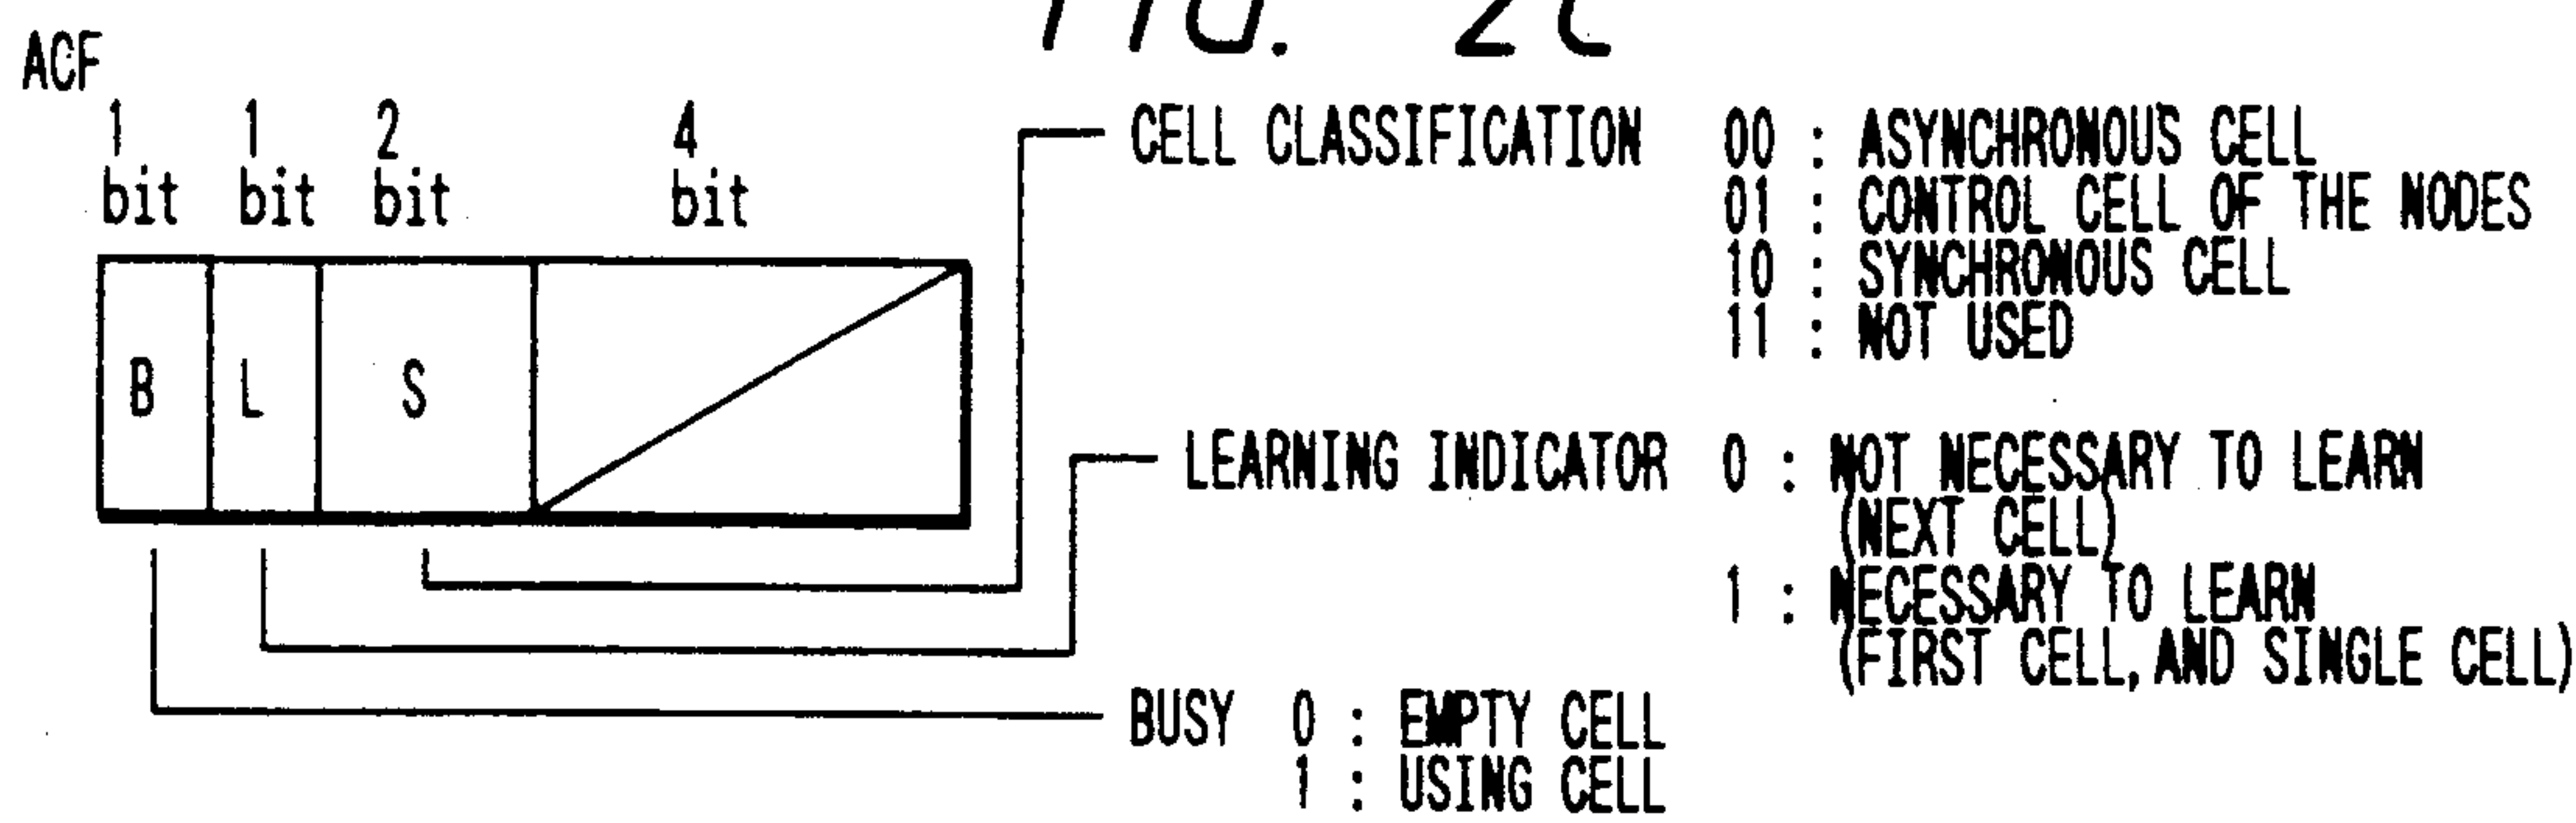 FIG. 2C
ACF
1 bit 1 bit 2 bit 4 bit
B L S
CELL CLASSIFICATION 00 : ASYNCHRONOUS CELL
01 : CONTROL CELL OF THE NODES
10 : SYNCHRONOUS CELL
11 : NOT USED
LEARNING INDICATOR 0 : NOT NECESSARY TO LEARN
(NEXT CELL)
1 : NECESSARY TO LEARN
(FIRST CELL, AND SINGLE CELL)
BUSY 0 : EMPTY CELL
1 : USING CELL